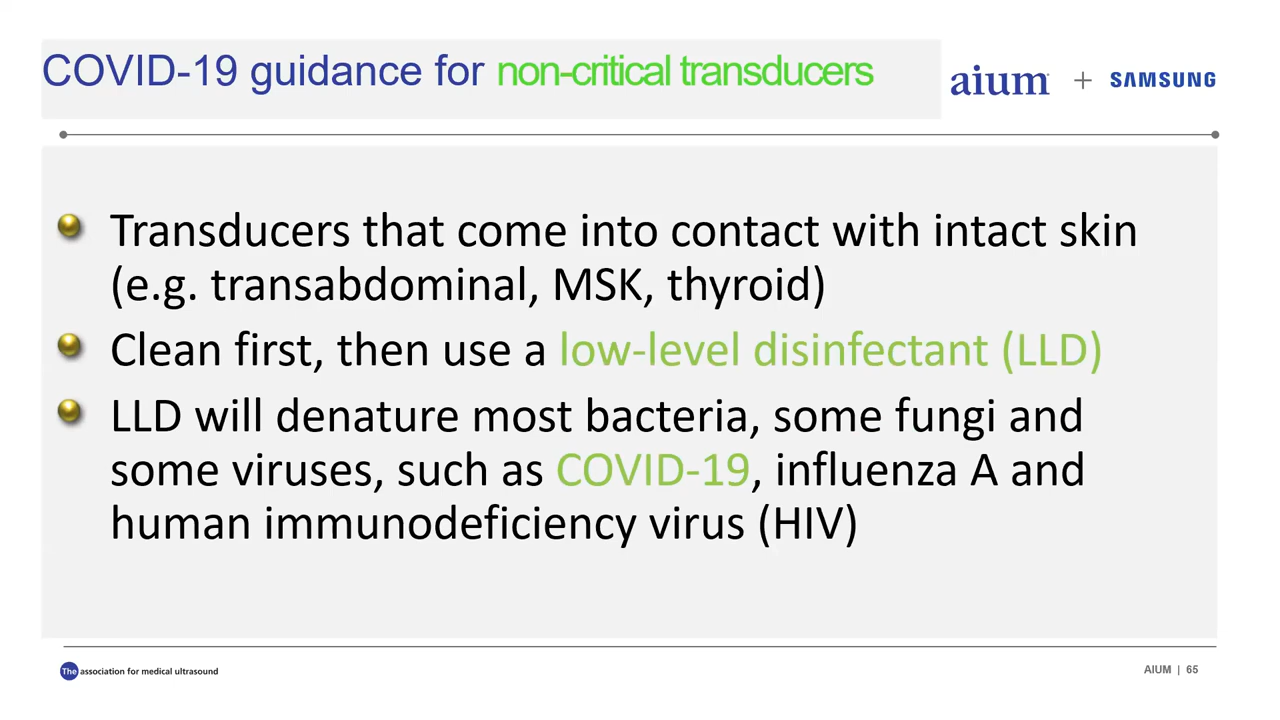 COVID-19 guidance for non-critical transducers
aium + SAMSUNG
Transducers that come into contact with intact skin
(e.g. transabdominal, MSK, thyroid)
Clean first, then use a low-level disinfectant (LLD)
LLD will denature most bacteria, some fungi and
some viruses, such as COVID-19, influenza A and
human immunodeficiency virus (HIV)
The association for medical ultrasound
AIUM | 65